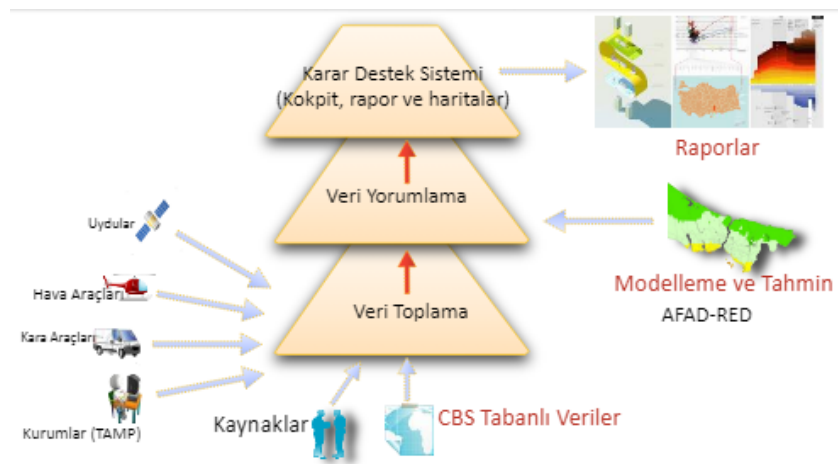 Karar Destek Sistemi
(Kokpit, rapor ve haritalar)
Raporlar
Veri Yorumlama
Uydular
Modelleme ve Tahmin
AFAD-RED
Hava Araçları
Veri Toplama
Kara Araçları
Kaynaklar
CBS Tabanlı Veriler
Kurumlar (TAMP)